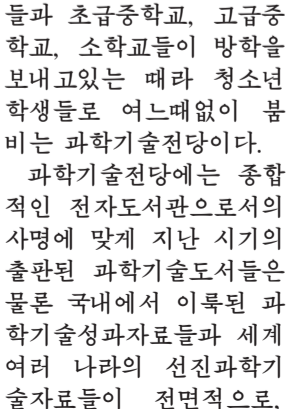 들과 초급중학교, 고급중
학교, 소학교들이 방학을
보내고있는 때라 청소년
학생들로 여느때없이 붐
비는 과학기술전당이다.
과학기술전당에는 종합
적인 전자도서관으로서의
사명에 맞게 지난 시기의
출판된 과학기술도서들은
물론 국내에서 이룩된 과
학기술성과자료들과 세계
여러 나라의 선진과학기
술자료들이 전면적으로,